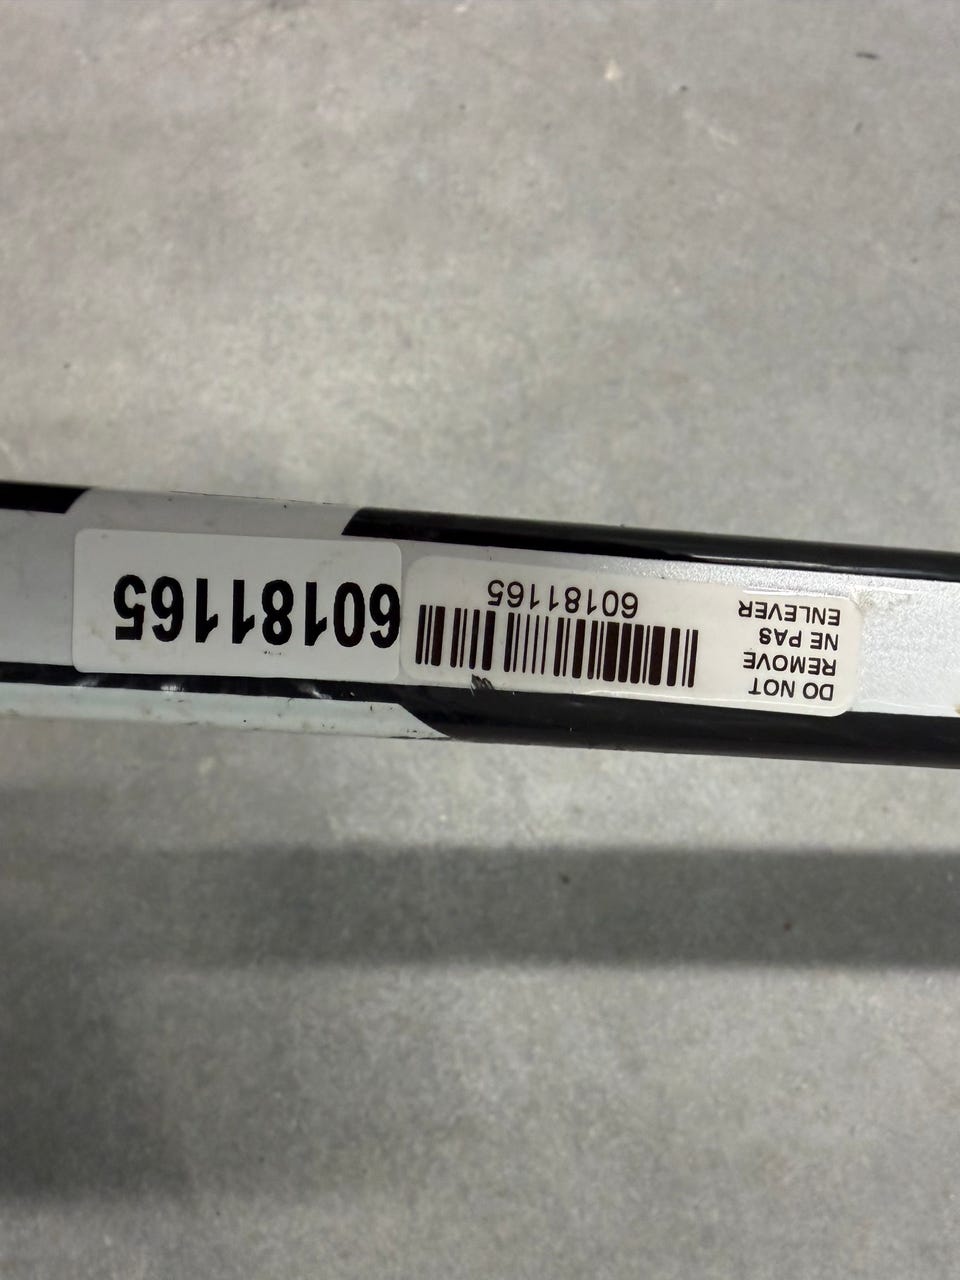 DO NOT
REMOVE
NE PAS
ENLEVER
60181165
60181165